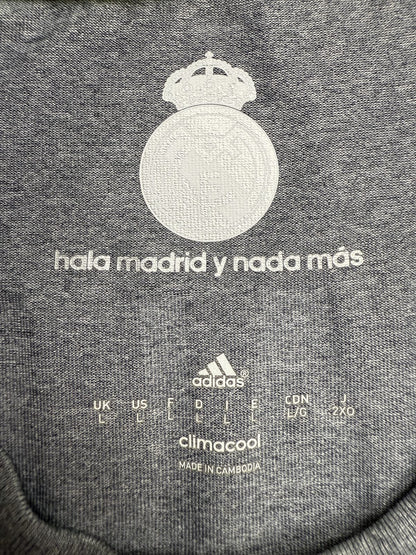 hala madrid y nada más
adidas®
UK US F D I E CDN J
L L L L L L L/G 2XO
climacool
MADE IN CAMBODIA